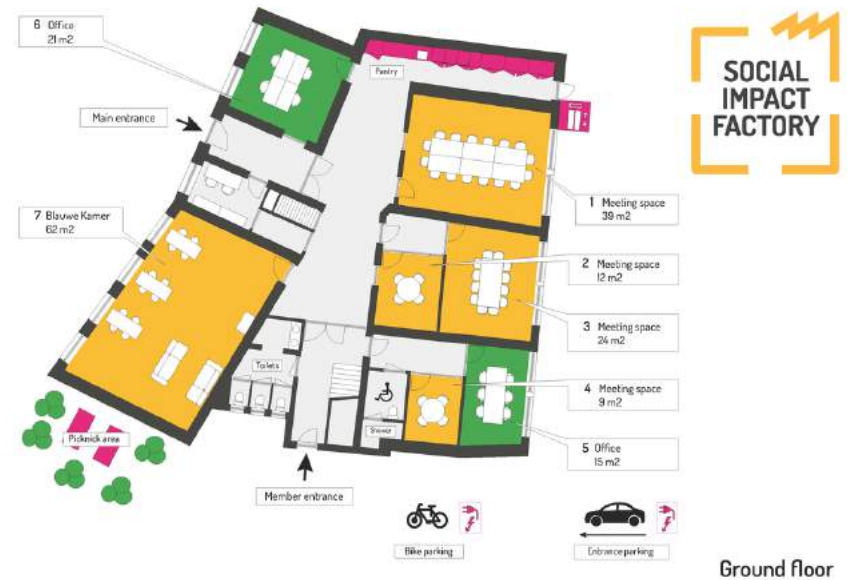 6 Office
21 m2
Pantry
SOCIAL
IMPACT
FACTORY
Main entrance
1 Meeting space
39 m2
7 Blauwe Kamer
62 m2
2 Meeting space
12 m2
3 Meeting space
24 m2
Toilets
4 Meeting space
9 m2
Shower
Picknick area
5 Office
15 m2
Member entrance
Bike parking
Entrance parking
Ground floor